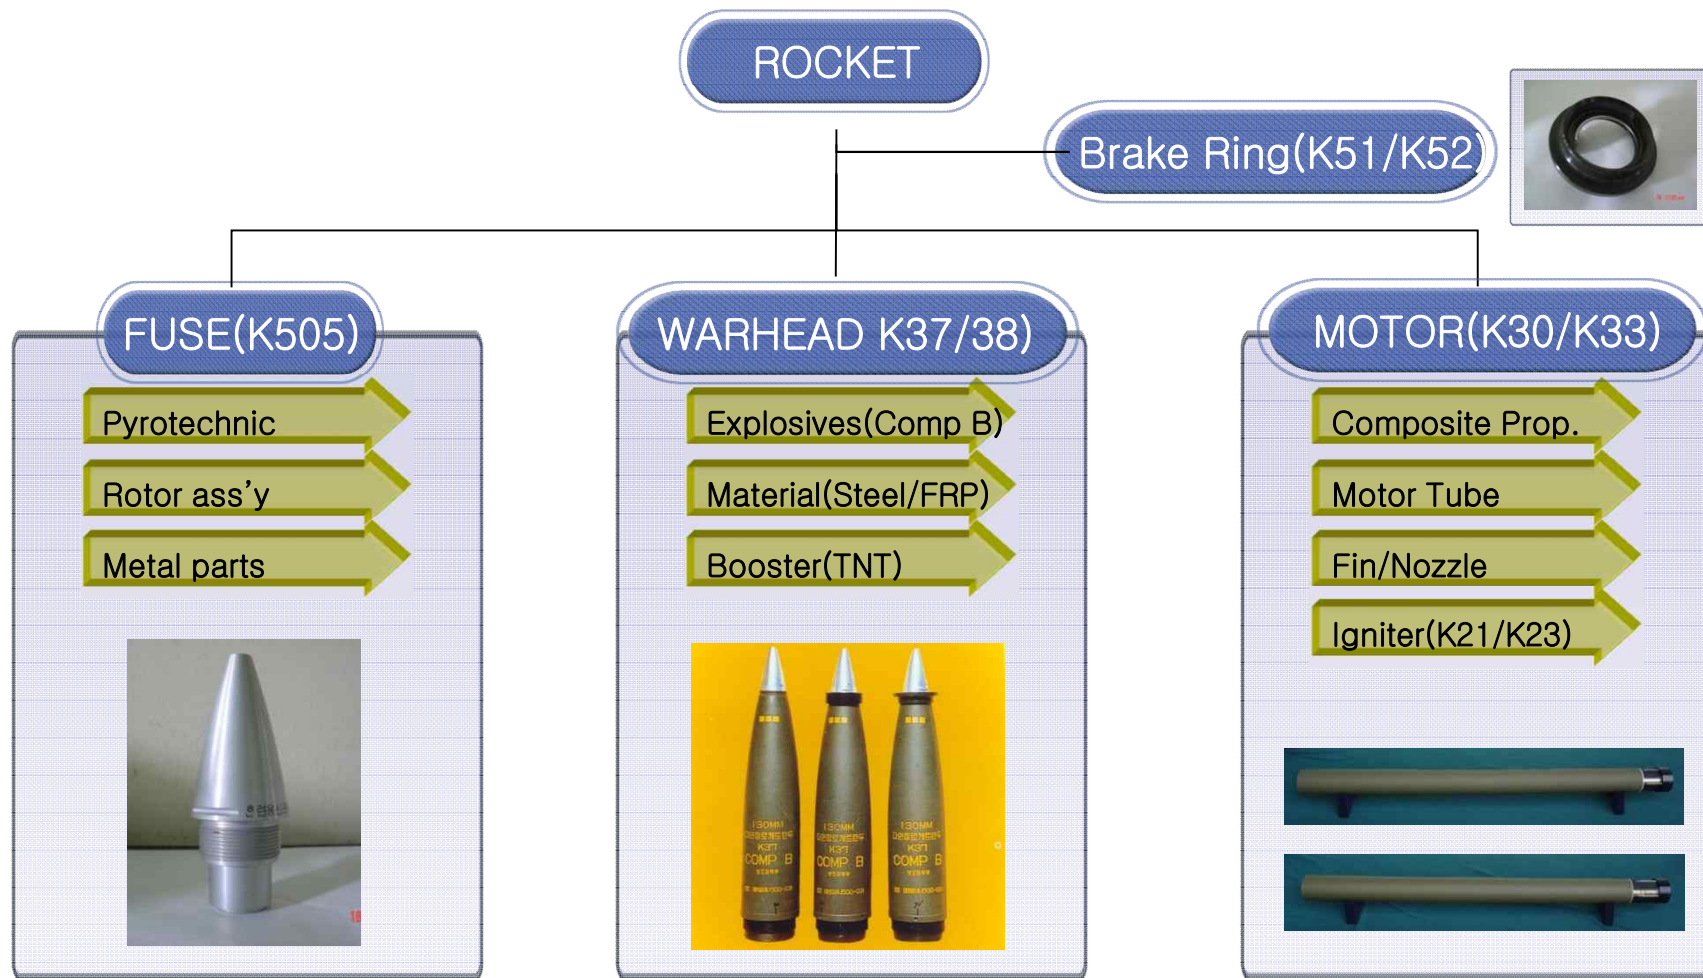 ROCKET
Brake Ring(K51/K52)
FUSE(K505)
Pyrotechnic
Rotor ass'y
Metal parts
WARHEAD K37/38)
Explosives(Comp B)
Material(Steel/FRP)
Booster(TNT)
130MM
K37
COMP B
130MM
K37
COMP B
130MM
K37
COMP B
MOTOR(K30/K33)
Composite Prop.
Motor Tube
Fin/Nozzle
Igniter(K21/K23)